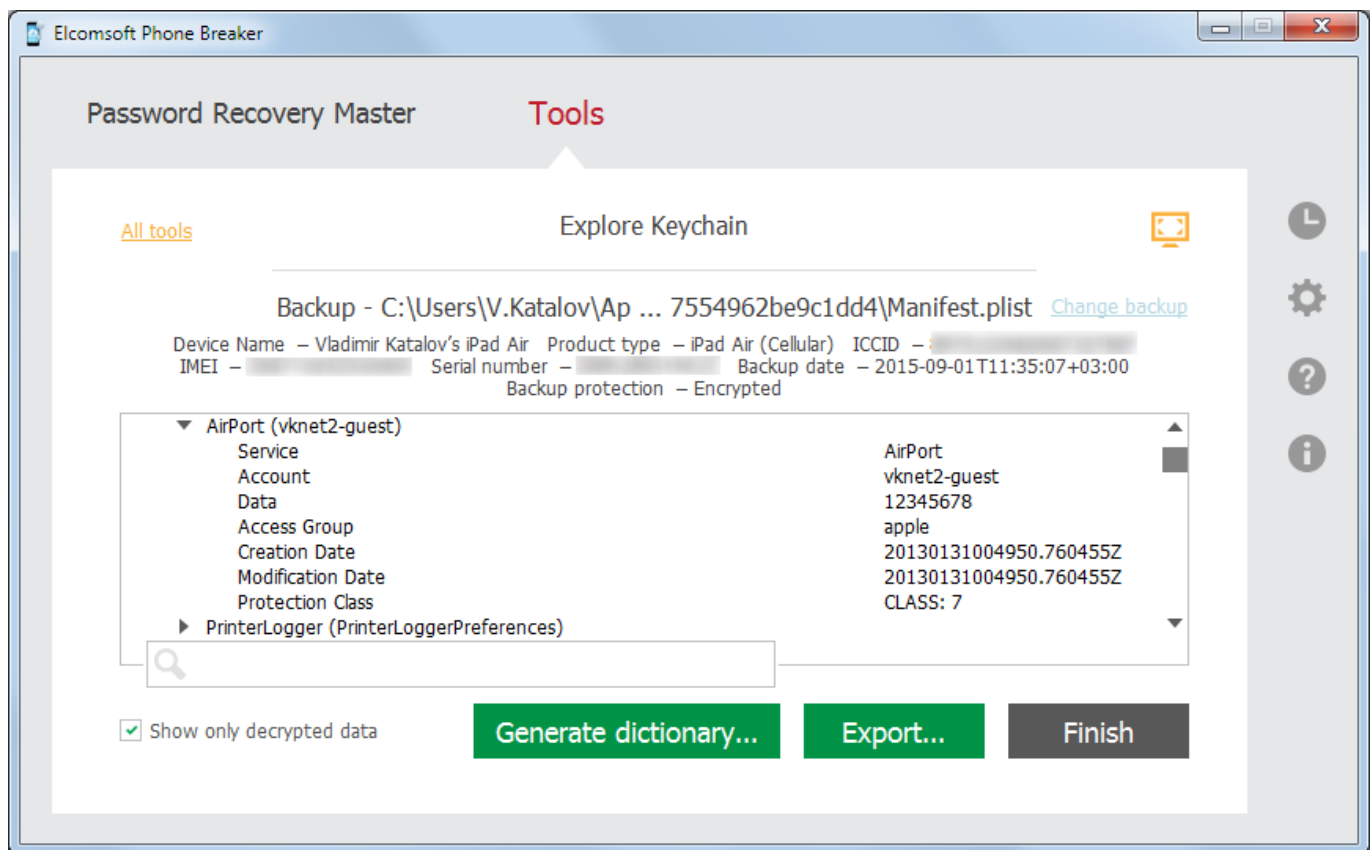 Elcomsoft Phone Breaker
Password Recovery Master Tools
All tools Explore Keychain
Backup - C:\Users\V.Katalov\Ap ... 7554962be9c1dd4\Manifest.plist Change backup
Device Name – Vladimir Katalov's iPad Air Product type – iPad Air (Cellular) ICCID –
IMEI – Serial number – Backup date – 2015-09-01T11:35:07+03:00
Backup protection – Encrypted
AirPort (vknet2-guest)
Service AirPort
Account vknet2-guest
Data 12345678
Access Group apple
Creation Date 20130131004950.760455Z
Modification Date 20130131004950.760455Z
Protection Class CLASS: 7
PrinterLogger (PrinterLoggerPreferences)
Show only decrypted data Generate dictionary... Export... Finish